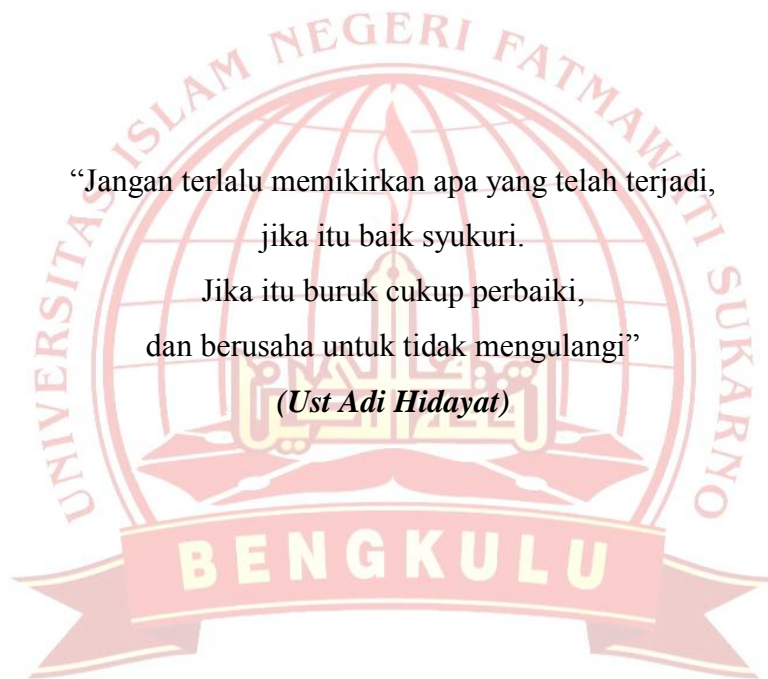 UNIVERSITAS ISLAM NEGERI FATMAWATI SUKARNO
“Jangan terlalu memikirkan apa yang telah terjadi,
jika itu baik syukuri.
Jika itu buruk cukup perbaiki,
dan berusaha untuk tidak mengulangi”
(Ust Adi Hidayat)
BENGKULU